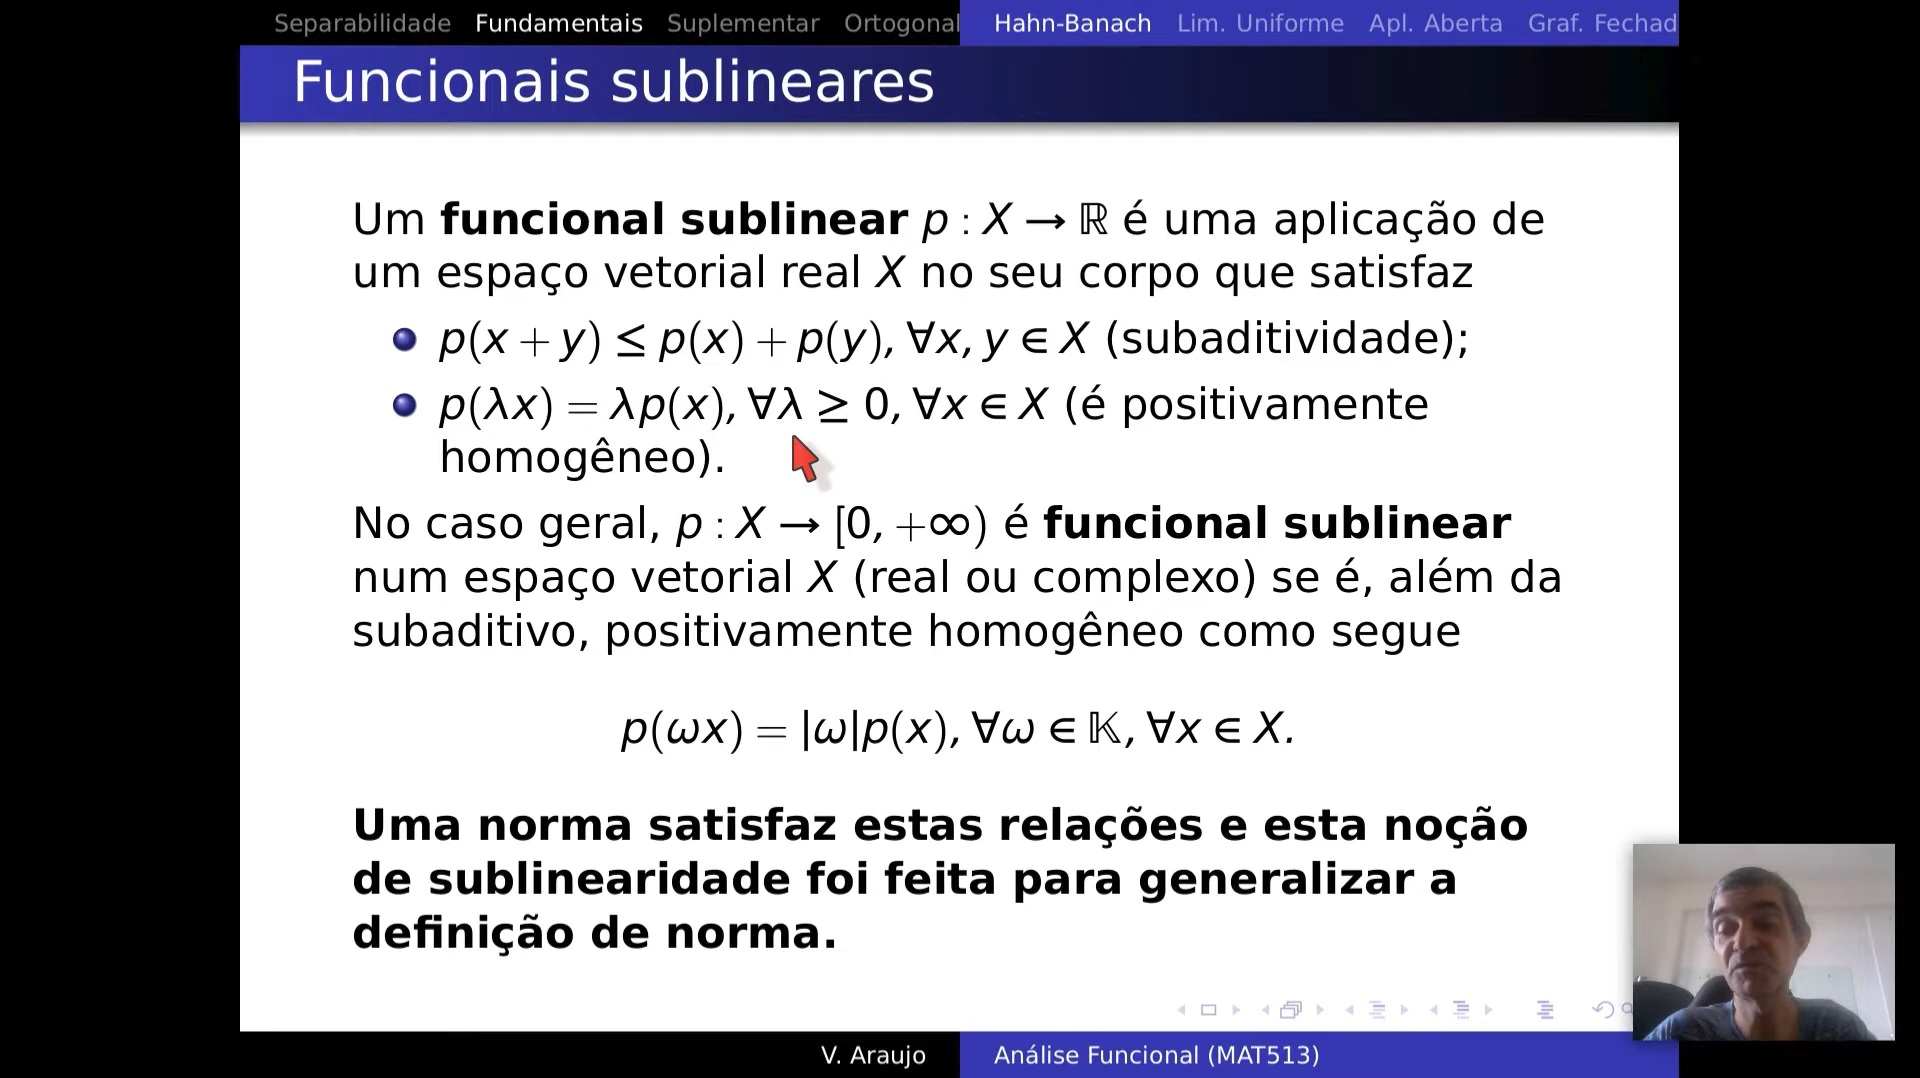 Separabilidade Fundamentais Suplementar Ortogonal Hahn-Banach Lim. Uniforme Apl. Aberta Graf. Fechad
Funcionais sublineares
Um funcional sublinear p : X → ℝ é uma aplicação de
um espaço vetorial real X no seu corpo que satisfaz
p(x + y) ≤ p(x) + p(y), ∀x, y ∈ X (subaditividade);
p(λx) = λp(x), ∀λ ≥ 0, ∀x ∈ X (é positivamente
homogêneo).
No caso geral, p : X → [0, +∞) é funcional sublinear
num espaço vetorial X (real ou complexo) se é, além da
subaditivo, positivamente homogêneo como segue
p(ωx) = |ω|p(x), ∀ω ∈ 𝕂, ∀x ∈ X.
Uma norma satisfaz estas relações e esta noção
de sublinearidade foi feita para generalizar a
definição de norma.
V. Araujo Análise Funcional (MAT513)